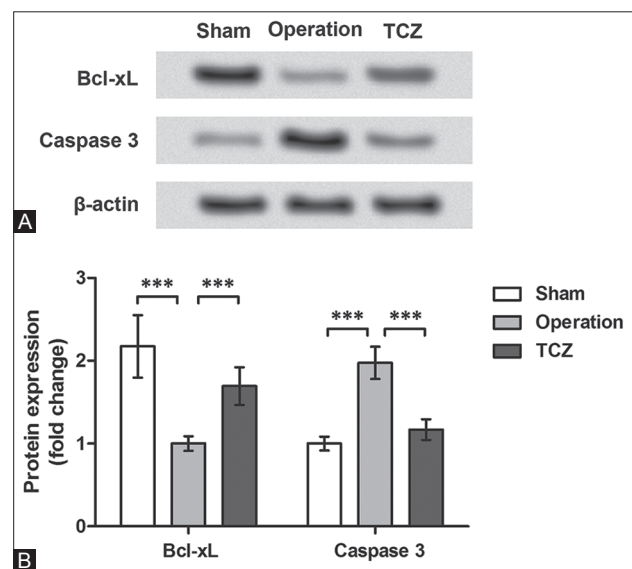 Sham Operation TCZ
Bcl-xL
Caspase 3
β-actin
A
Protein expression
(fold change)
3
2
1
0
*** ***
*** ***
Sham
Operation
TCZ
Bcl-xL Caspase 3
B